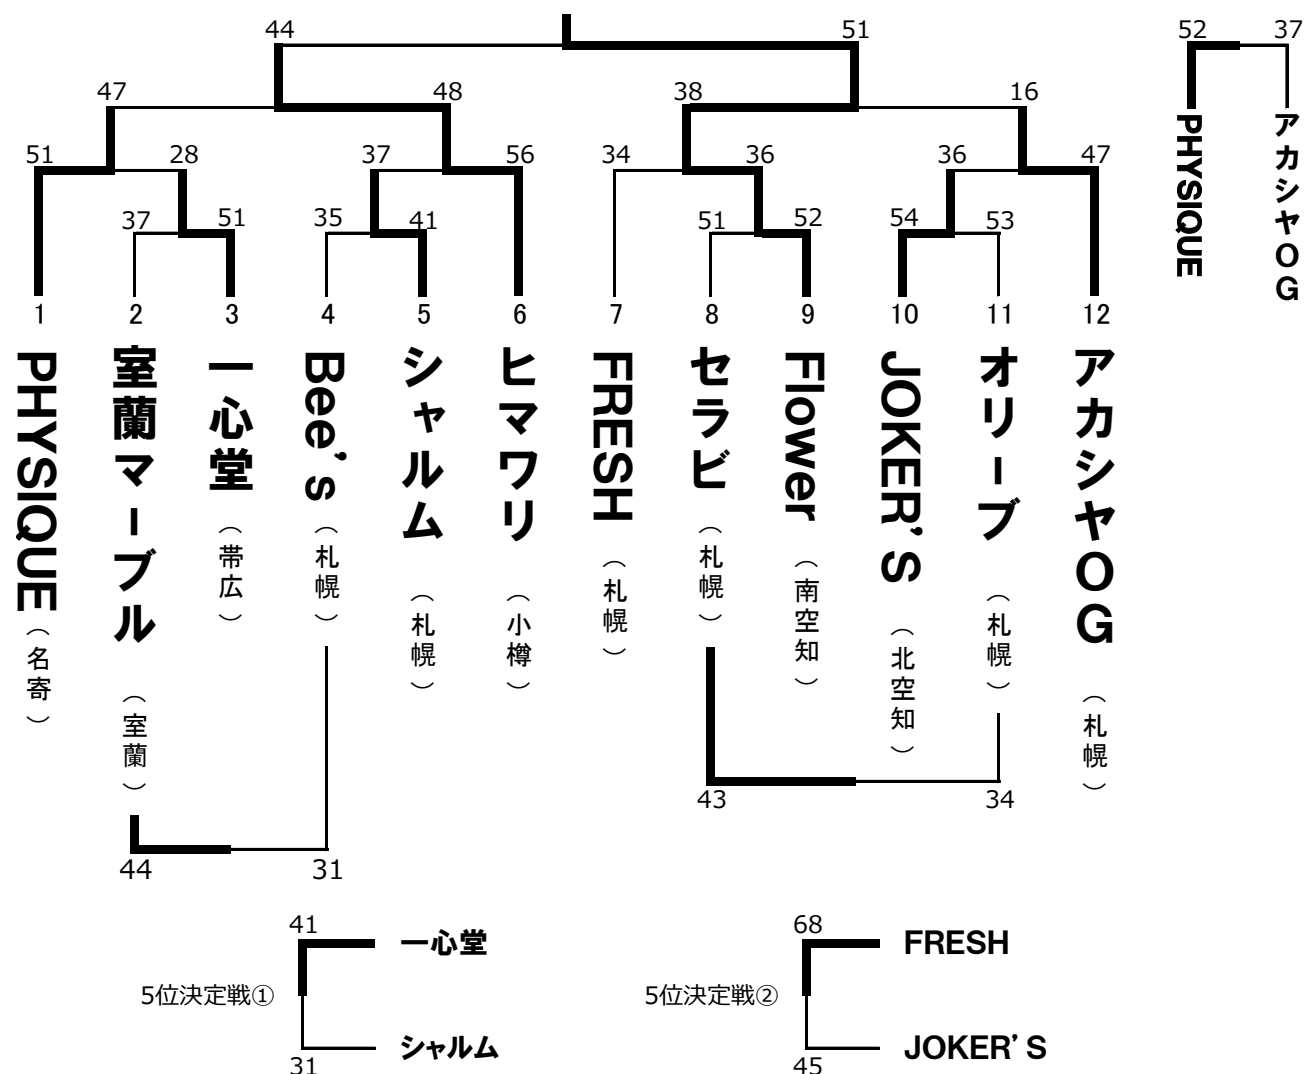 44 51
52 37
47 48 38 16
PHYSIQUE
アカシヤOG
51 28 37 56 34 36 36 47
37 51 35 41 51 52 54 53
1 2 3 4 5 6 7 8 9 10 11 12
PHYSIQUE（名寄）
室蘭マーブル（室蘭）
一心堂（帯広）
Bee's（札幌）
シャルム（札幌）
ヒマワリ（小樽）
FRESH（札幌）
セラビ（札幌）
Flower（南空知）
JOKER'S（北空知）
オリーブ（札幌）
アカシヤOG（札幌）
43 34
44 31
41 一心堂
5位決定戦①
31 シャルム
68 FRESH
5位決定戦②
45 JOKER'S